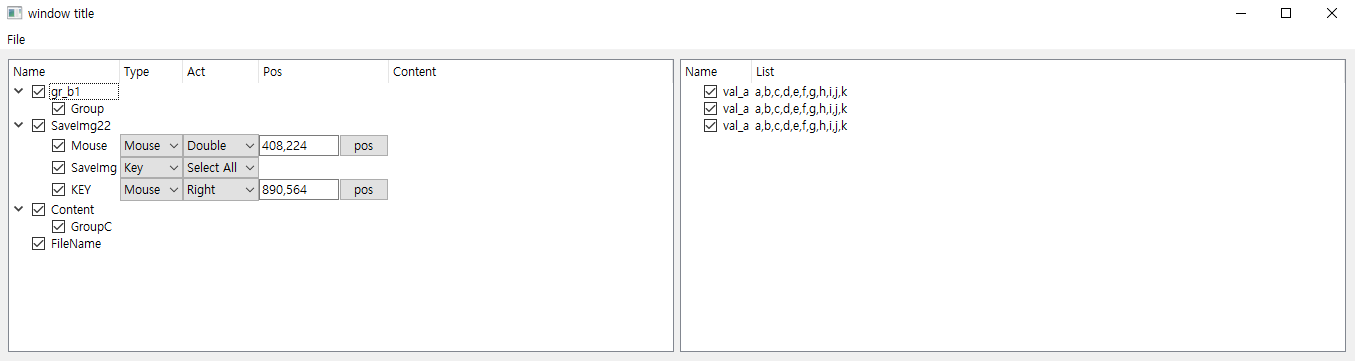 window title
File
Name Type Act Pos Content
gr_b1
Group
SaveImg22
Mouse Mouse Double 408,224 pos
SaveImg Key Select All
KEY Mouse Right 890,564 pos
Content
GroupC
FileName
Name List
val_a a,b,c,d,e,f,g,h,i,j,k
val_a a,b,c,d,e,f,g,h,i,j,k
val_a a,b,c,d,e,f,g,h,i,j,k